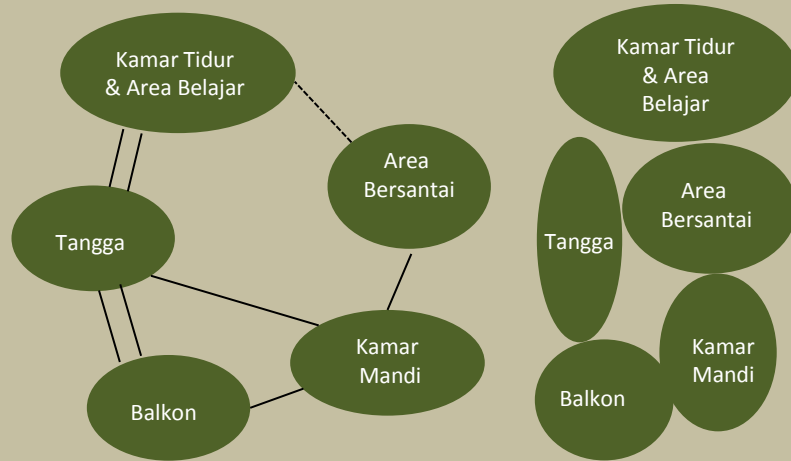 Kamar Tidur
& Area Belajar
Area
Bersantai
Tangga
Kamar
Mandi
Balkon
Kamar Tidur
& Area
Belajar
Area
Bersantai
Tangga
Kamar
Mandi
Balkon